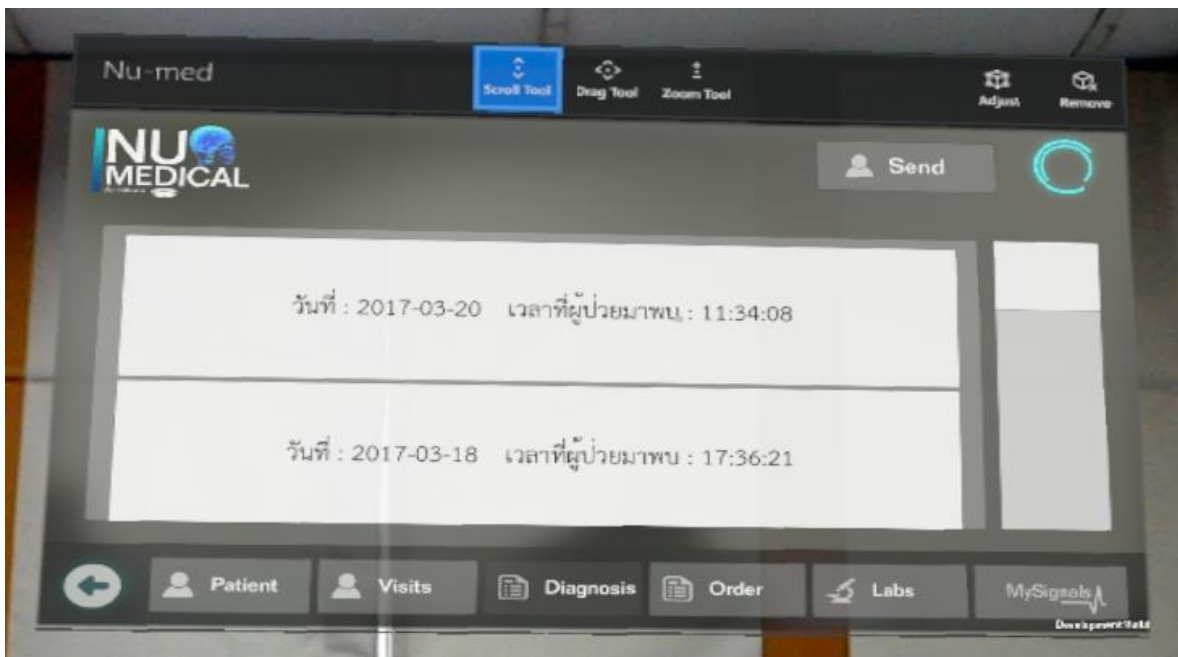 Nu-med
Scroll Tool
Drag Tool
Zoom Tool
Adjust
Remove
NU
MEDICAL
Send
วันที่ : 2017-03-20 เวลาที่ผู้ป่วยมาพบ : 11:34:08
วันที่ : 2017-03-18 เวลาที่ผู้ป่วยมาพบ : 17:36:21
Patient
Visits
Diagnosis
Order
Labs
MySignals
Development Build